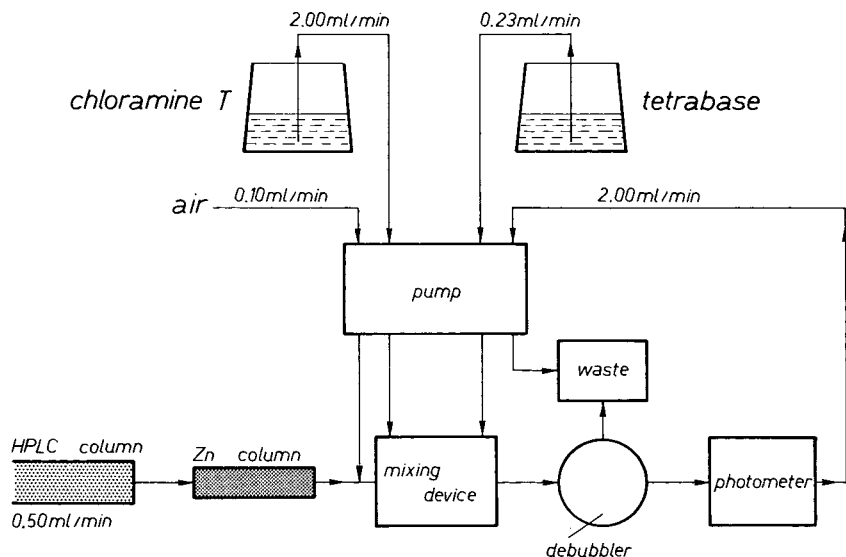 2.00ml/min
0.23ml/min
chloramine T
tetrabase
air
0.10ml/min
2.00ml/min
pump
waste
HPLC column
Zn column
mixing
device
photometer
0.50ml/min
debubbler